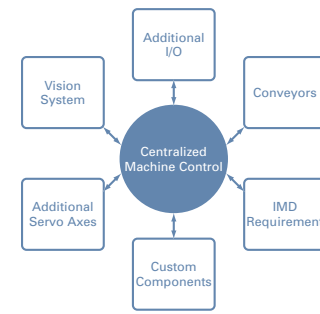 Additional
I/O
Vision
System
Conveyors
Centralized
Machine Control
Additional
Servo Axes
IMD
Requirement
Custom
Components